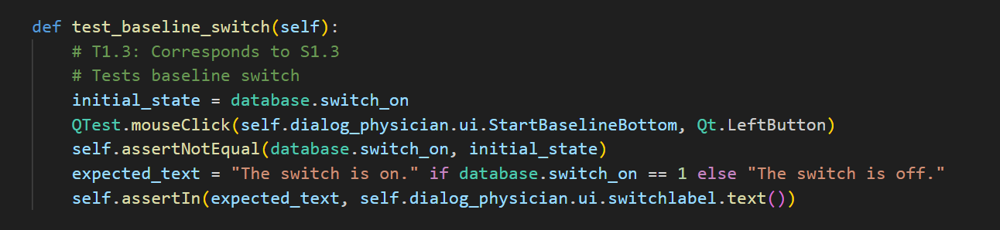 def test_baseline_switch(self):
    # T1.3: Corresponds to S1.3
    # Tests baseline switch
    initial_state = database.switch_on
    QTest.mouseClick(self.dialog_physician.ui.StartBaselineBottom, Qt.LeftButton)
    self.assertNotEqual(database.switch_on, initial_state)
    expected_text = "The switch is on." if database.switch_on == 1 else "The switch is off."
    self.assertIn(expected_text, self.dialog_physician.ui.switchlabel.text())